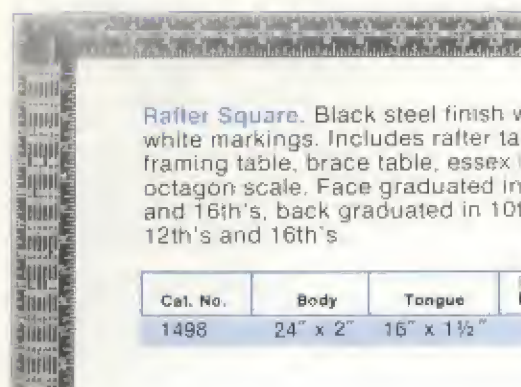 Rafter Square. Black steel finish w
white markings. Includes rafter ta
framing table, brace table, essex
octagon scale. Face graduated in
and 16th's, back graduated in 10t
12th's and 16th's
Cat. No. Body Tongue
1498 24" x 2" 16" x 1½"